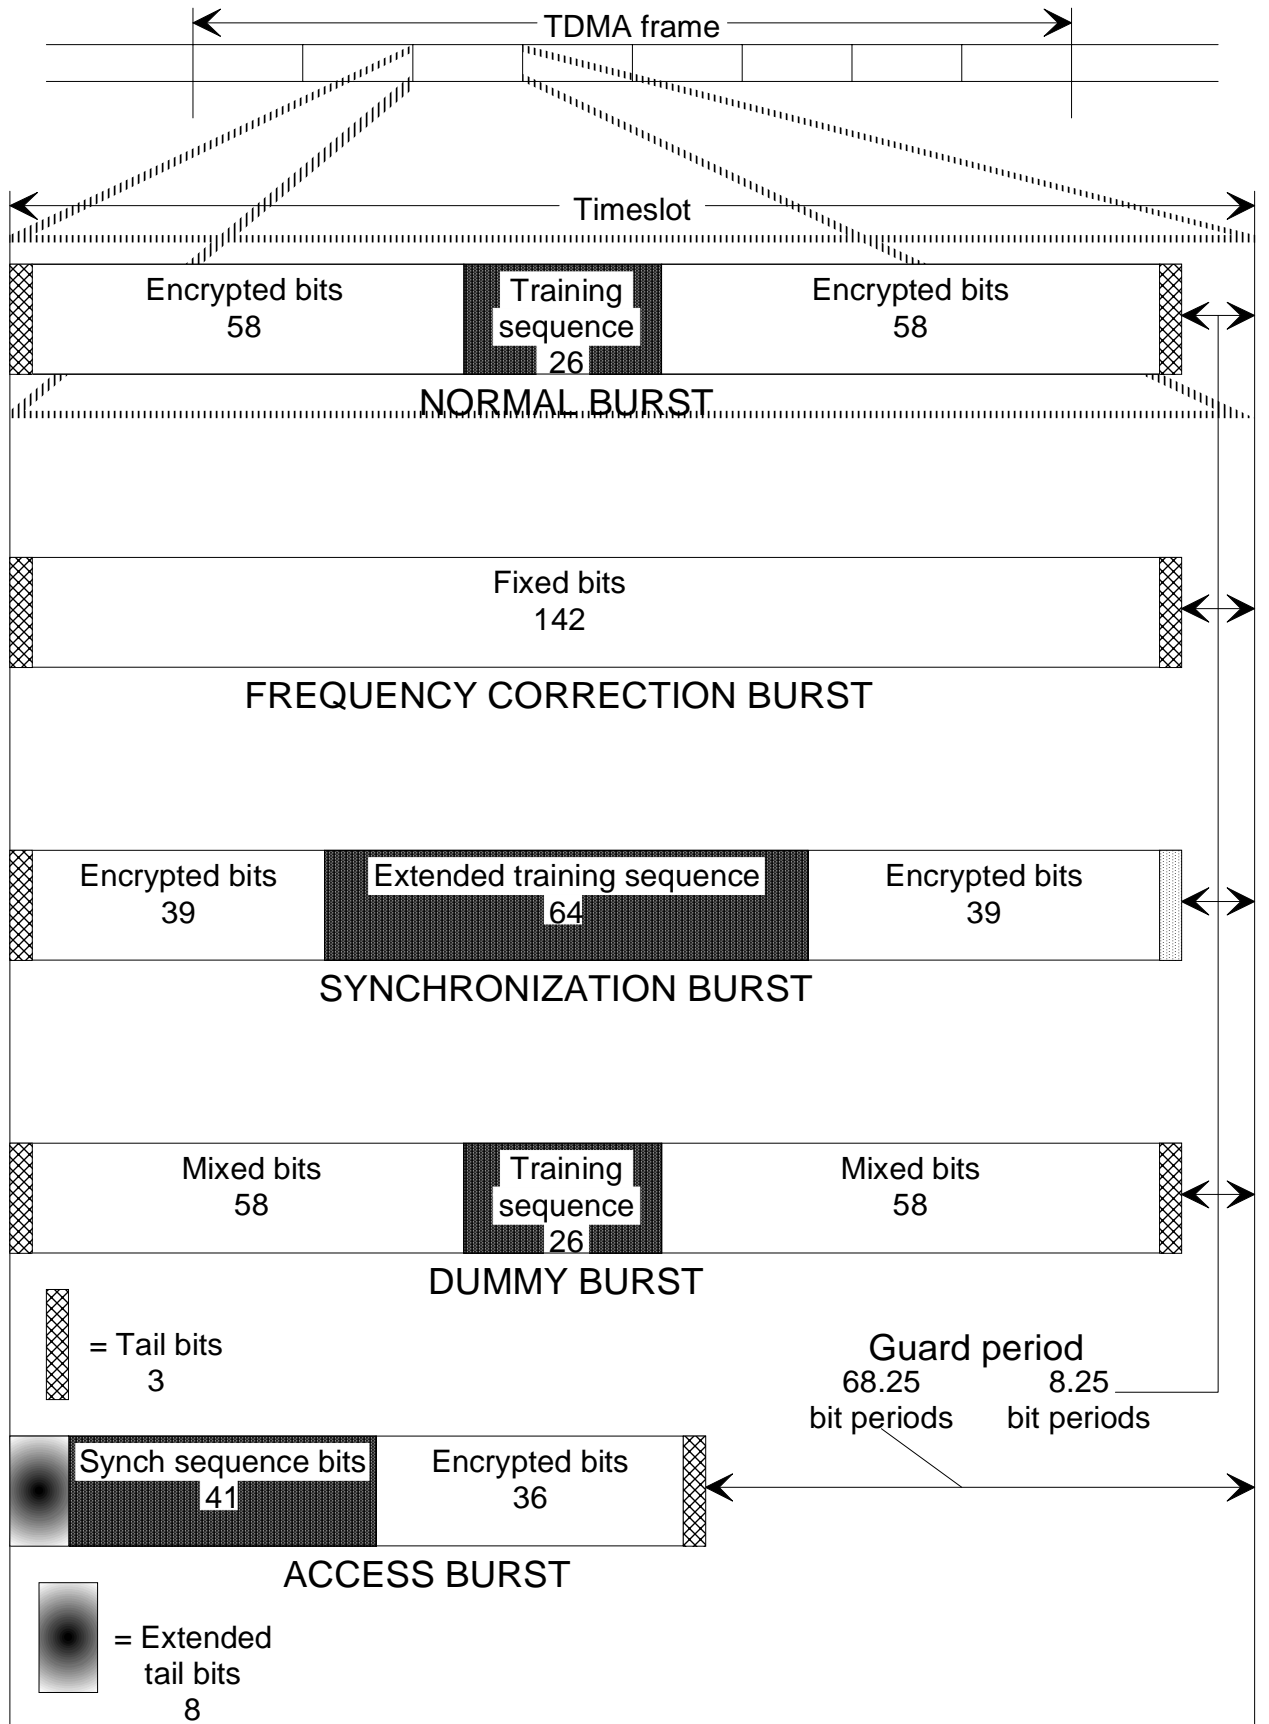 TDMA frame
Timeslot
Encrypted bits
58
Training
sequence
26
Encrypted bits
58
NORMAL BURST
Fixed bits
142
FREQUENCY CORRECTION BURST
Encrypted bits
39
Extended training sequence
64
Encrypted bits
39
SYNCHRONIZATION BURST
Mixed bits
58
Training
sequence
26
Mixed bits
58
DUMMY BURST
= Tail bits
3
Guard period
68.25
bit periods
8.25
bit periods
Synch sequence bits
41
Encrypted bits
36
ACCESS BURST
= Extended
tail bits
8